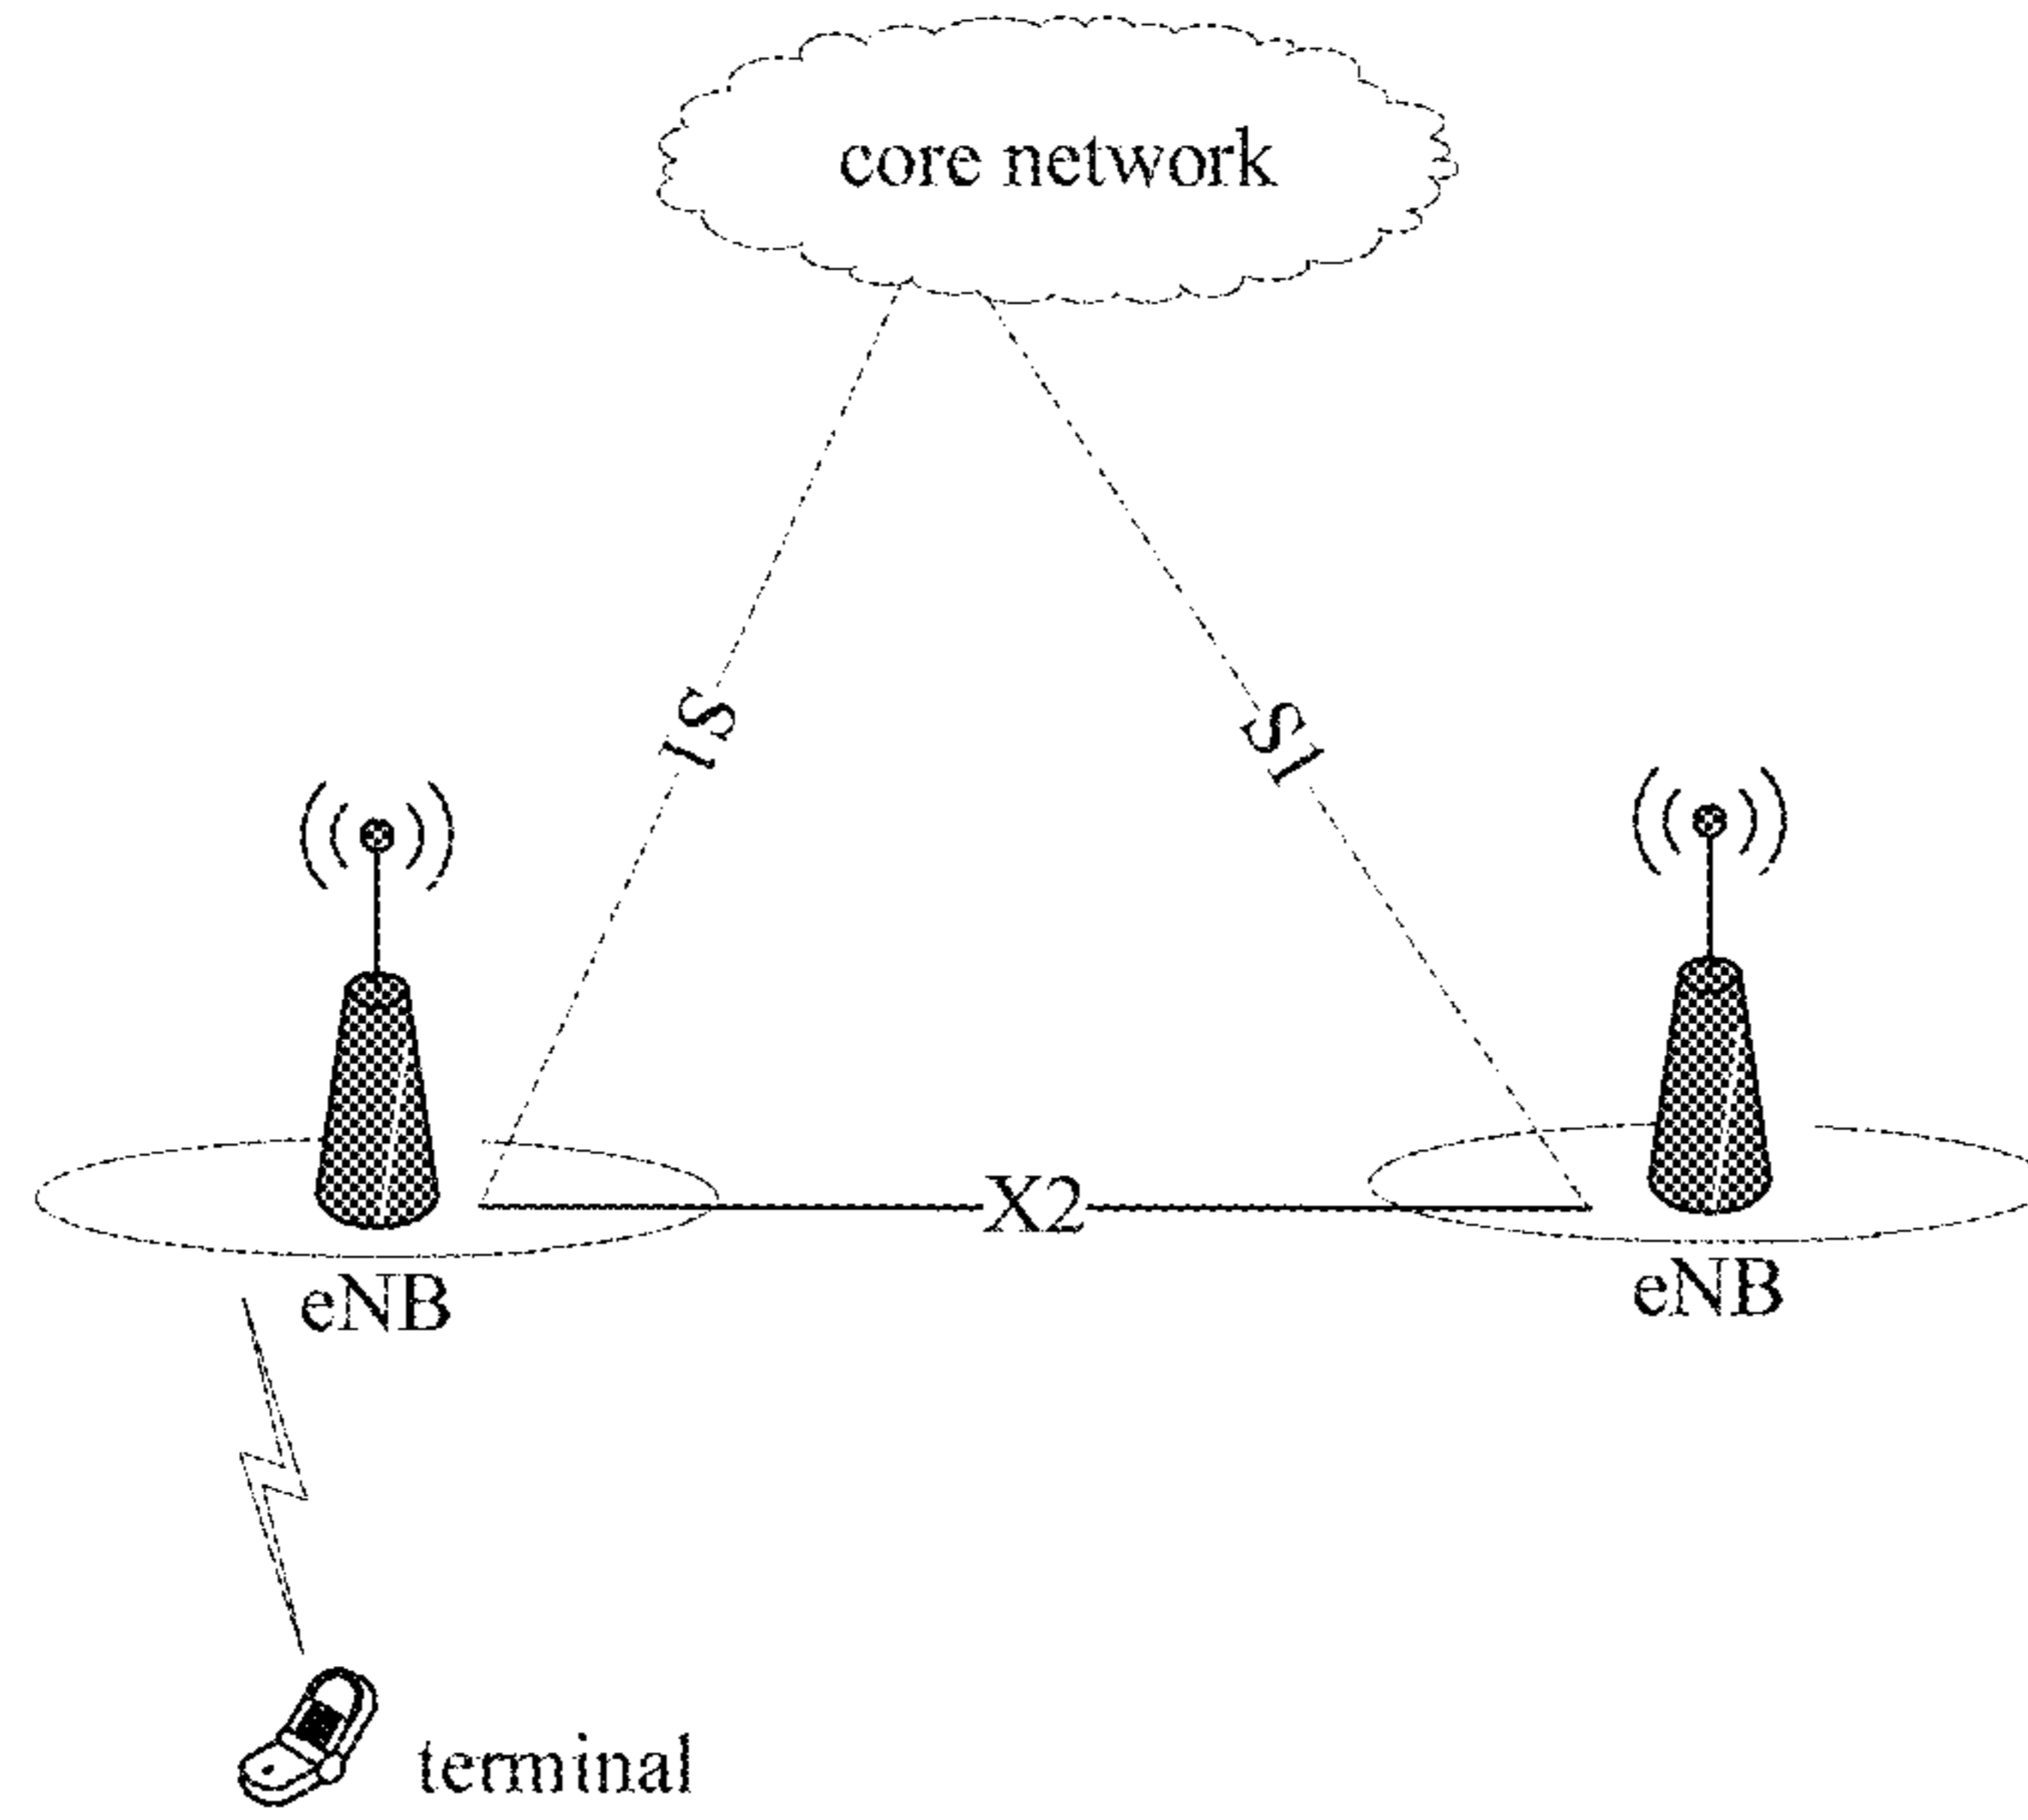 core network
S1
S1
X2
eNB
eNB
terminal